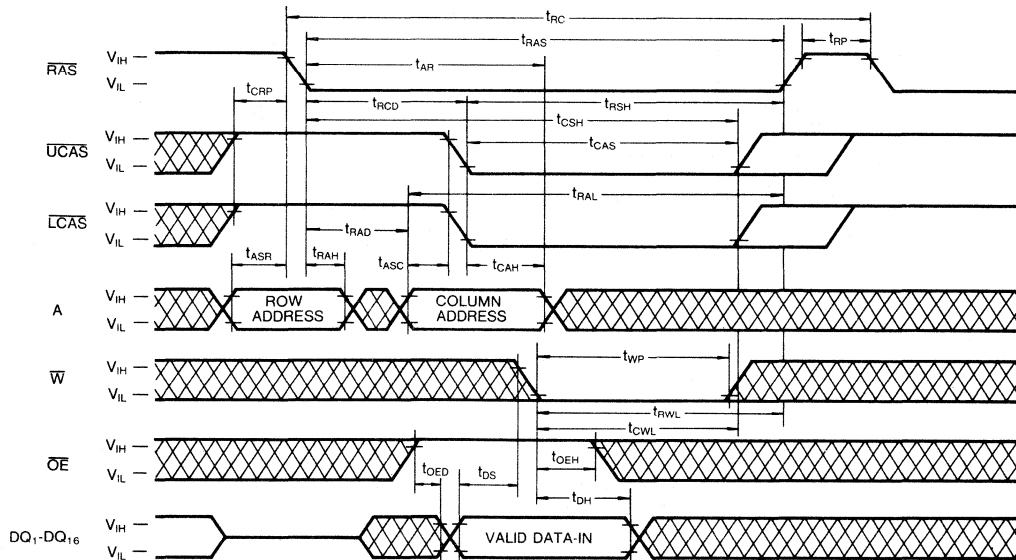 tRC
tRAS
tRP
RAS
VIH
VIL
tAR
tCRP
tRCD
tRSH
tCSH
UCAS
VIH
VIL
tCAS
tRAL
LCAS
VIH
VIL
tRAD
tASR
tRAH
tASC
tCAH
A
VIH
VIL
ROW
ADDRESS
COLUMN
ADDRESS
W
VIH
VIL
tWP
tRWL
tCWL
OE
VIH
VIL
tOED
tDS
tOEH
tDH
DQ1-DQ16
VIH
VIL
VALID DATA-IN